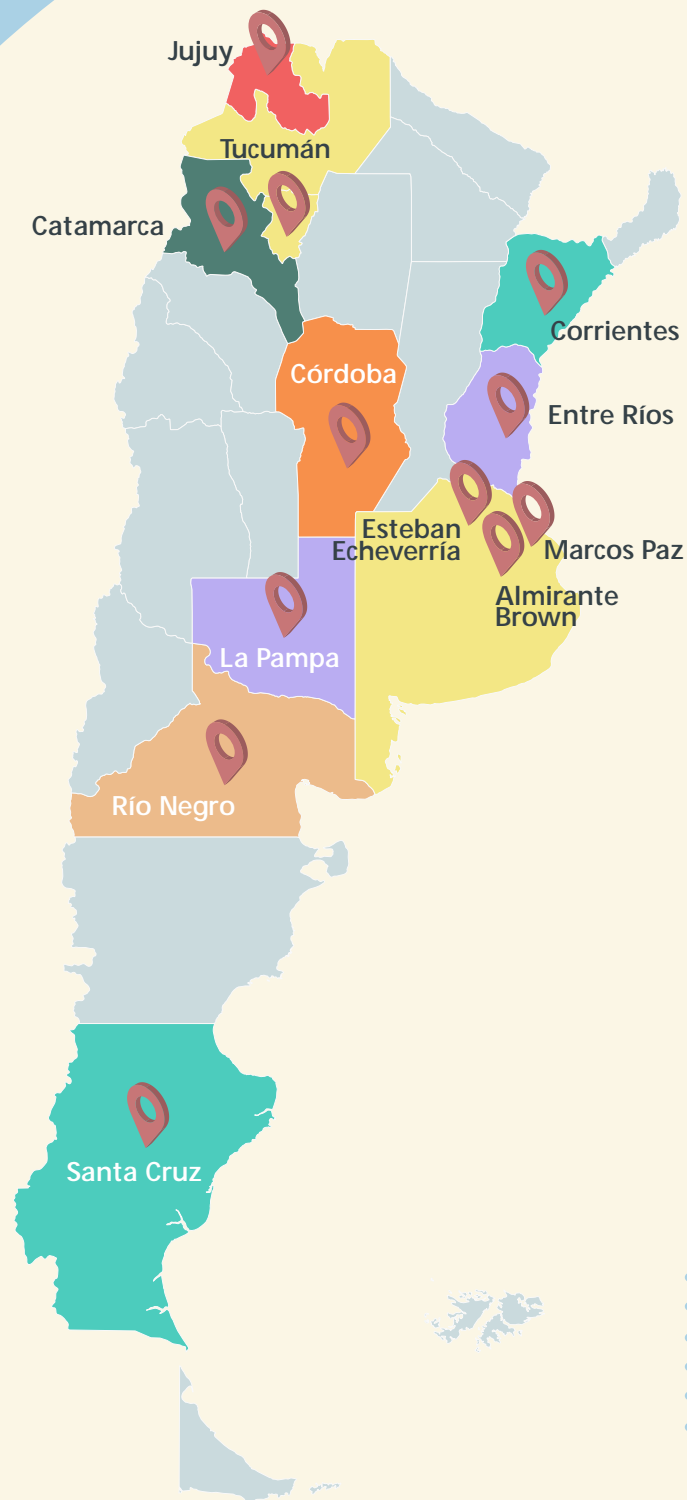 Jujuy
Tucumán
Catamarca
Corrientes
Córdoba
Entre Ríos
Esteban
Echeverría
Marcos Paz
Almirante
Brown
La Pampa
Río Negro
Santa Cruz